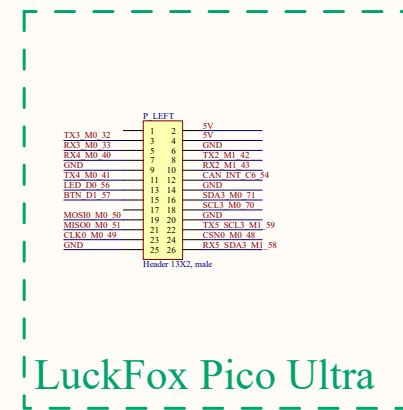 P_LEFT
1 2 5V
TX3_M0_32 3 4 5V
RX3_M0_33 5 6 GND
RX4_M0_40 7 8 TX2_M1_42
GND 9 10 RX2_M1_43
TX4_M0_41 11 12 CAN_INT_C6_54
LED_D0_56 13 14 GND
BTN_D1_57 15 16 SDA3_M0_71
17 18 SCL3_M0_70
MOSI0_M0_50 19 20 GND
MISO0_M0_51 21 22 TX5_SCL3_M1_59
CLK0_M0_49 23 24 CSN0_M0_48
GND 25 26 RX5_SDA3_M1_58
Header 13X2, male
LuckFox Pico Ultra